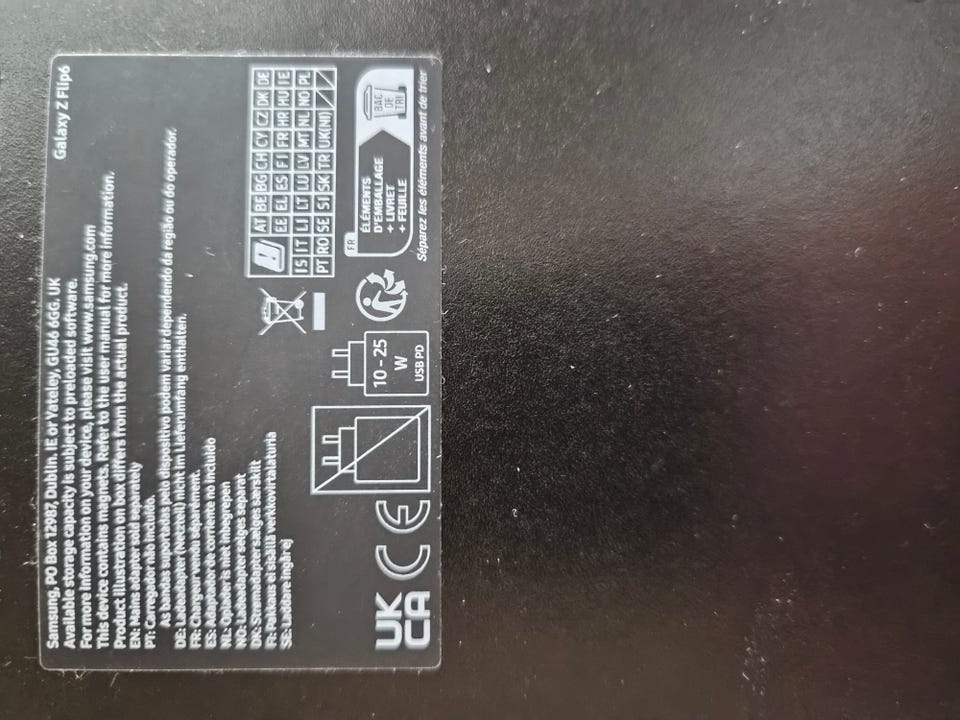 Samsung, PO Box 12987, Dublin. IE or Yateley, GU46 6GG. UK
Galaxy Z Flip6
Available storage capacity is subject to preloaded software.
For more information on your device, please visit www.samsung.com
This device contains magnets. Refer to the user manual for more information.
Product illustration on box differs from the actual product.
EN: Mains adapter sold separately
PT: Carregador não incluído.
As bandas suportadas pelo dispositivo podem variar dependendo da região ou do operador.
DE: Ladeadapter (Netzteil) nicht im Lieferumfang enthalten.
FR: Chargeur vendu séparément.
ES: Adaptador de corriente no incluido
NL: Oplader is niet inbegrepen
NO: Ladeadapter selges separat
DK: Strømadapter sælges særskilt
FI: Pakkaus ei sisällä verkkovirtalaturia
SE: Laddare ingår ej
UK
CA
CE
10 - 25
W
USB PD
AT BE BG CH CY CZ DK DE
EE EL ES FI FR HR HU IE
IS IT LI LT LU LV MT NL NO PL
PT RO SE SI SK TR UK(NI)
FR
ÉLÉMENTS
D'EMBALLAGE
+ LIVRET
+ FEUILLE
BAC
DE
TRI
Séparez les éléments avant de trier